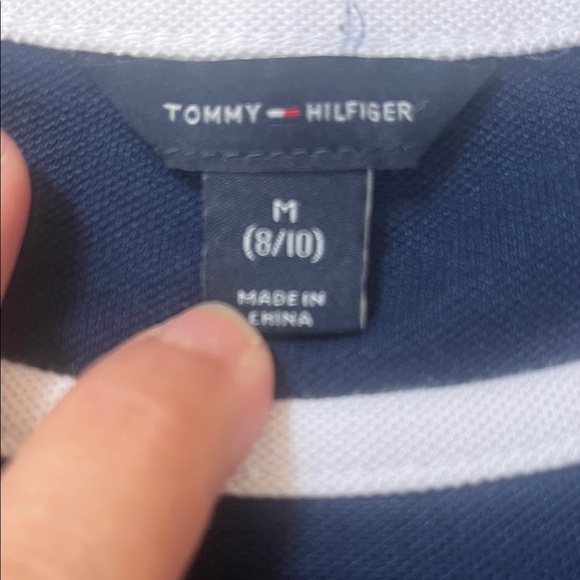 TOMMY HILFIGER
M
(8/10)
MADE IN
CHINA